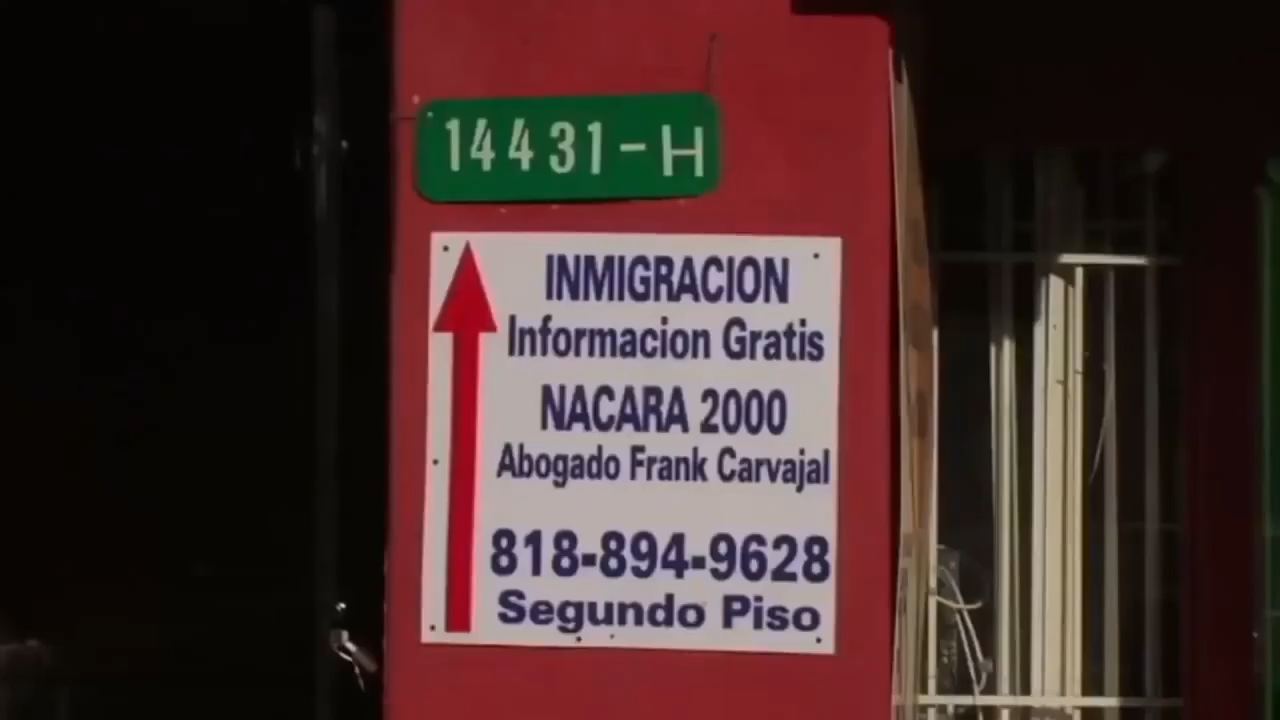 14431-H
INMIGRACION
Informacion Gratis
NACARA 2000
Abogado Frank Carvajal
818-894-9628
Segundo Piso